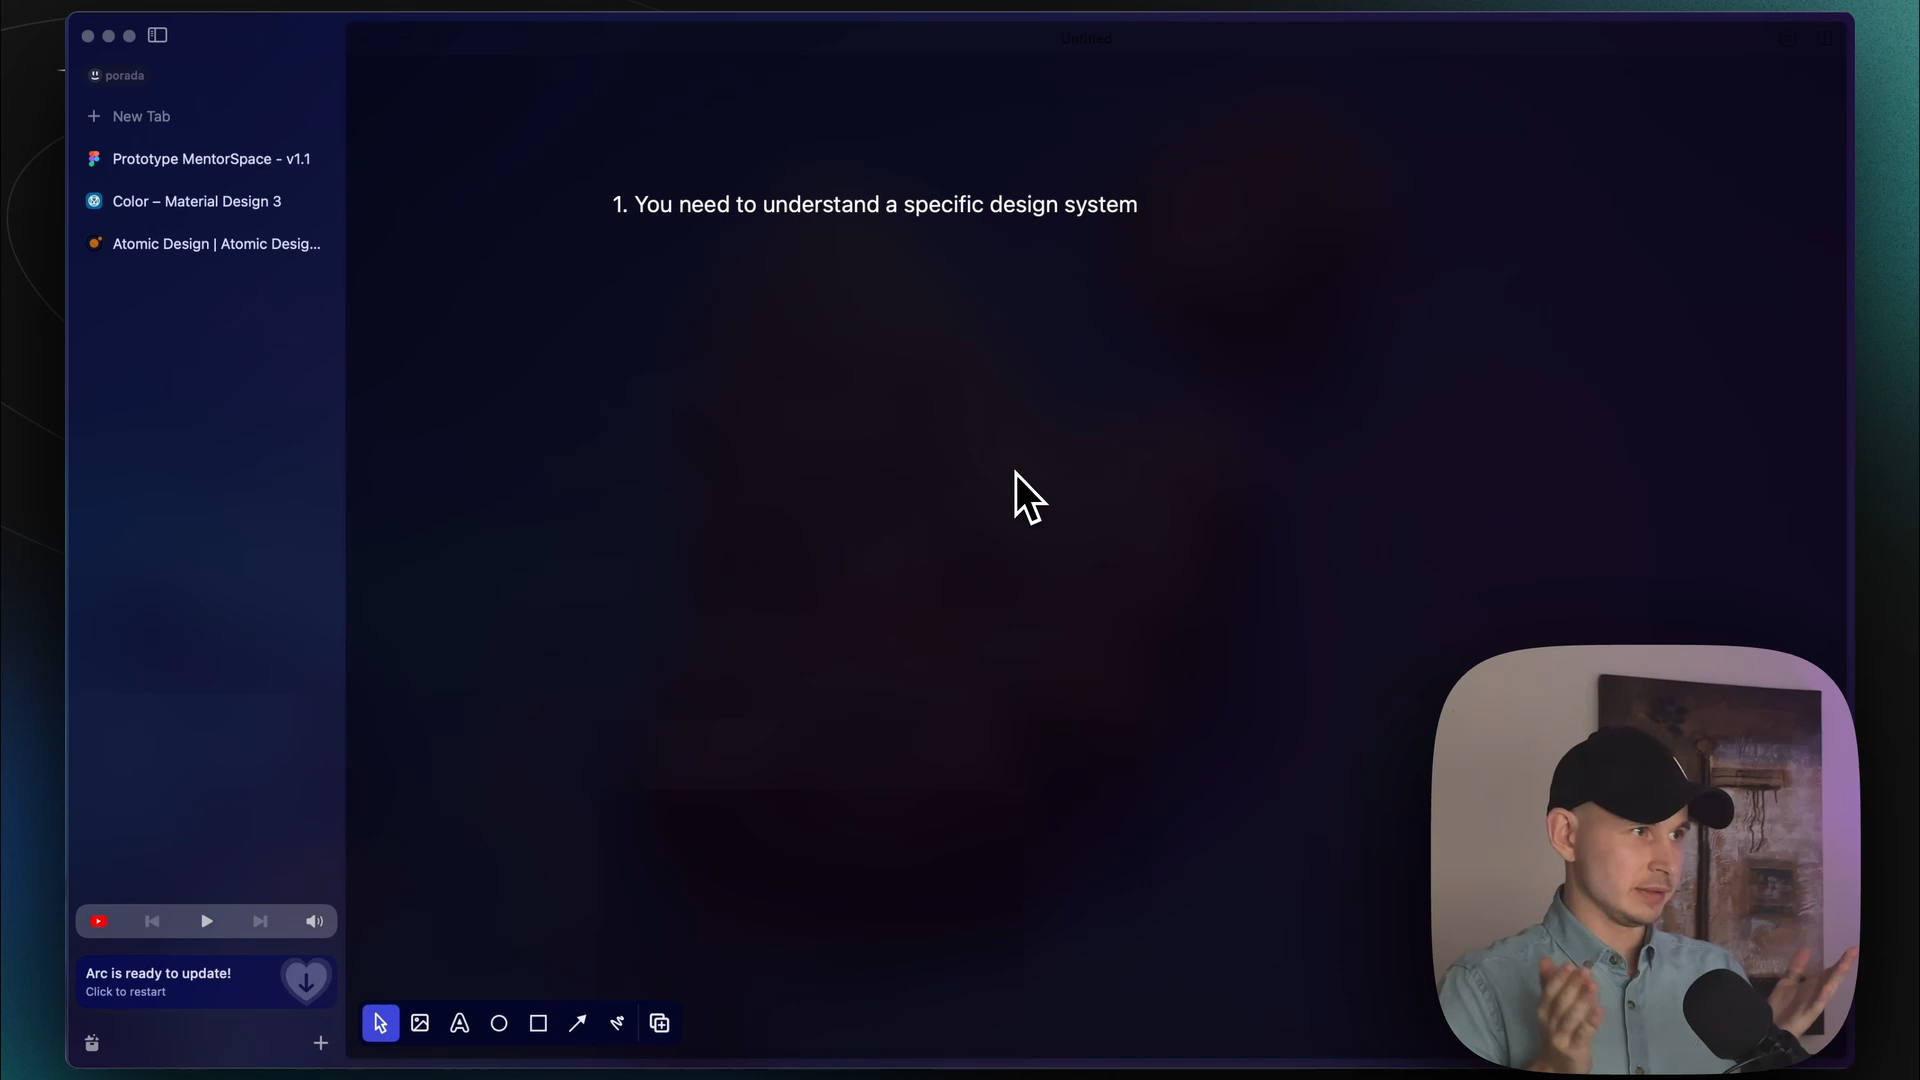 Untitled
porada
New Tab
Prototype MentorSpace - v1.1
Color – Material Design 3
Atomic Design | Atomic Desig...
1. You need to understand a specific design system
Arc is ready to update!
Click to restart